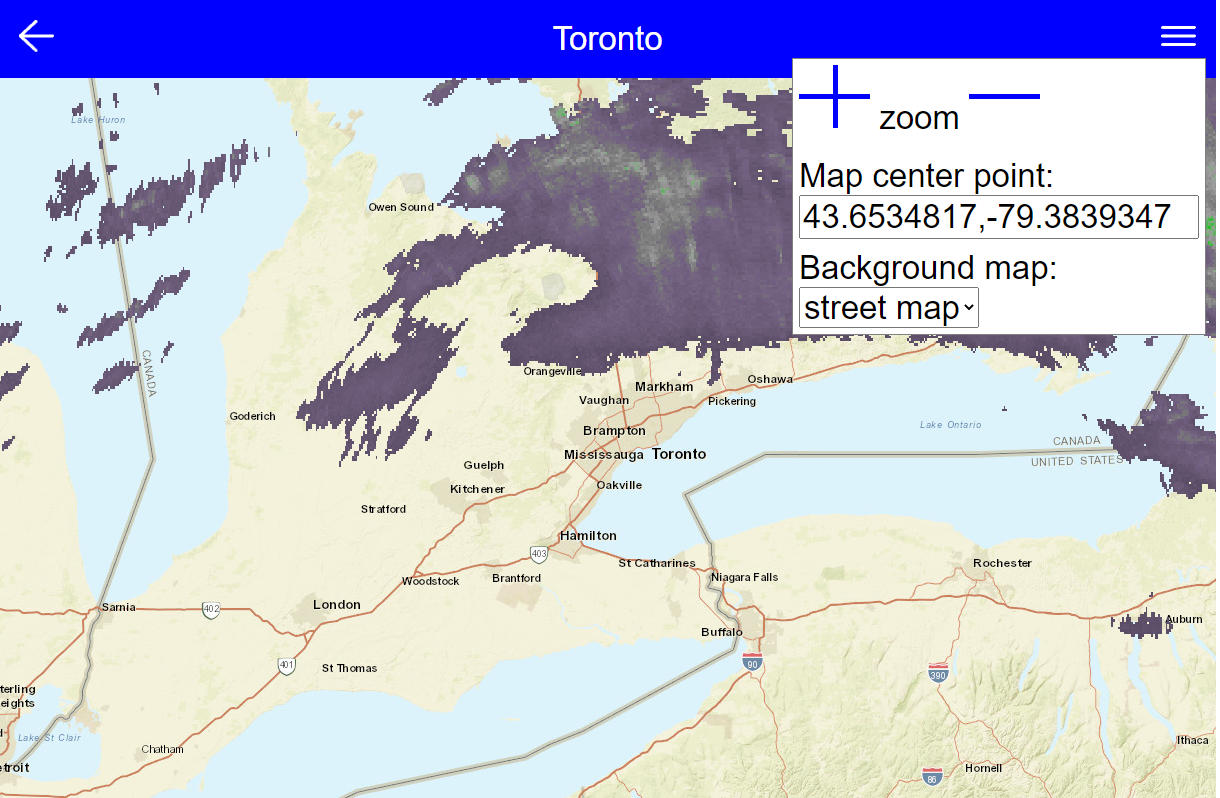 Toronto
zoom
Map center point:
43.6534817,-79.3839347
Background map:
street map
Lake Huron
Owen Sound
CANADA
Orangeville
Markham
Oshawa
Vaughan
Pickering
Goderich
Brampton
Lake Ontario
CANADA
UNITED STATES
Mississauga
Toronto
Guelph
Kitchener
Oakville
Stratford
Hamilton
403
St Catharines
Rochester
Woodstock
Brantford
Niagara Falls
Sarnia
402
London
Auburn
Buffalo
401
St Thomas
90
390
terling
eights
Lake St Clair
Chatham
Ithaca
etroit
Hornell
86